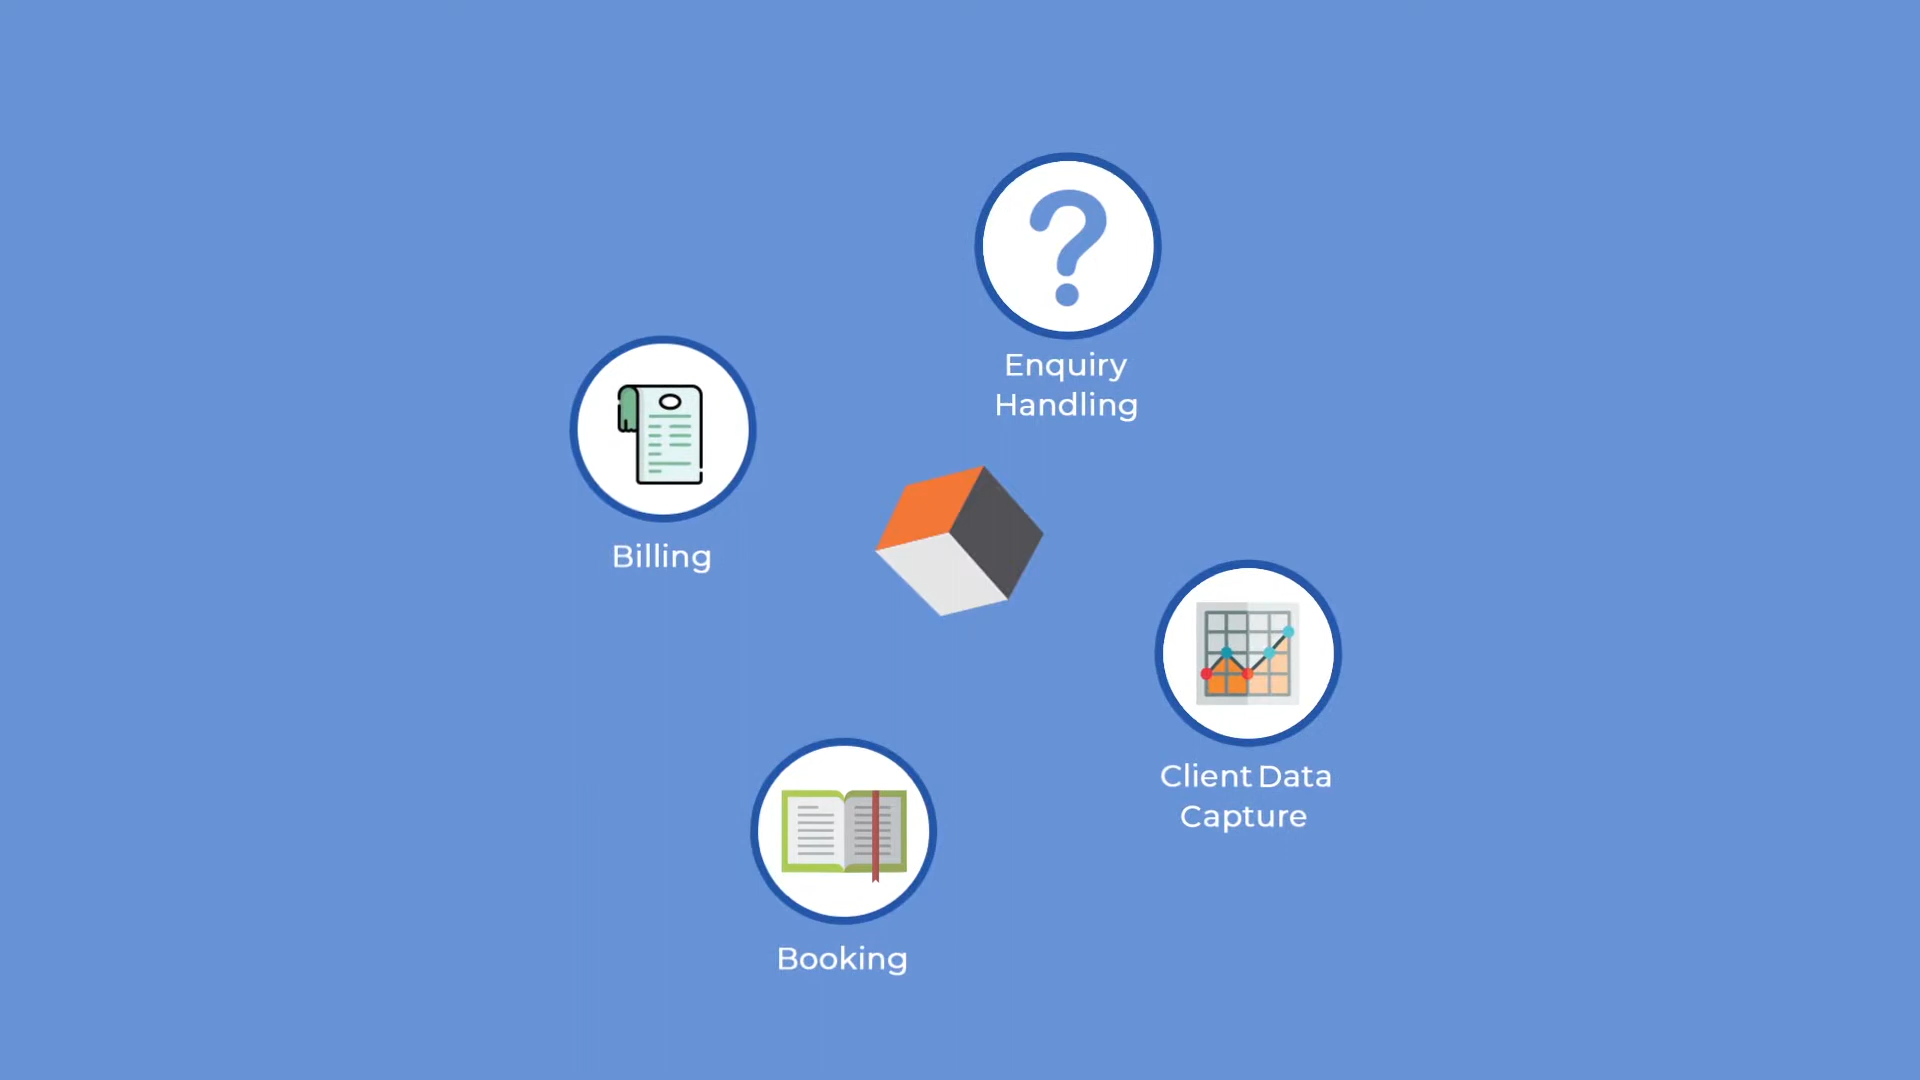 Enquiry
Handling
Billing
Client Data
Capture
Booking